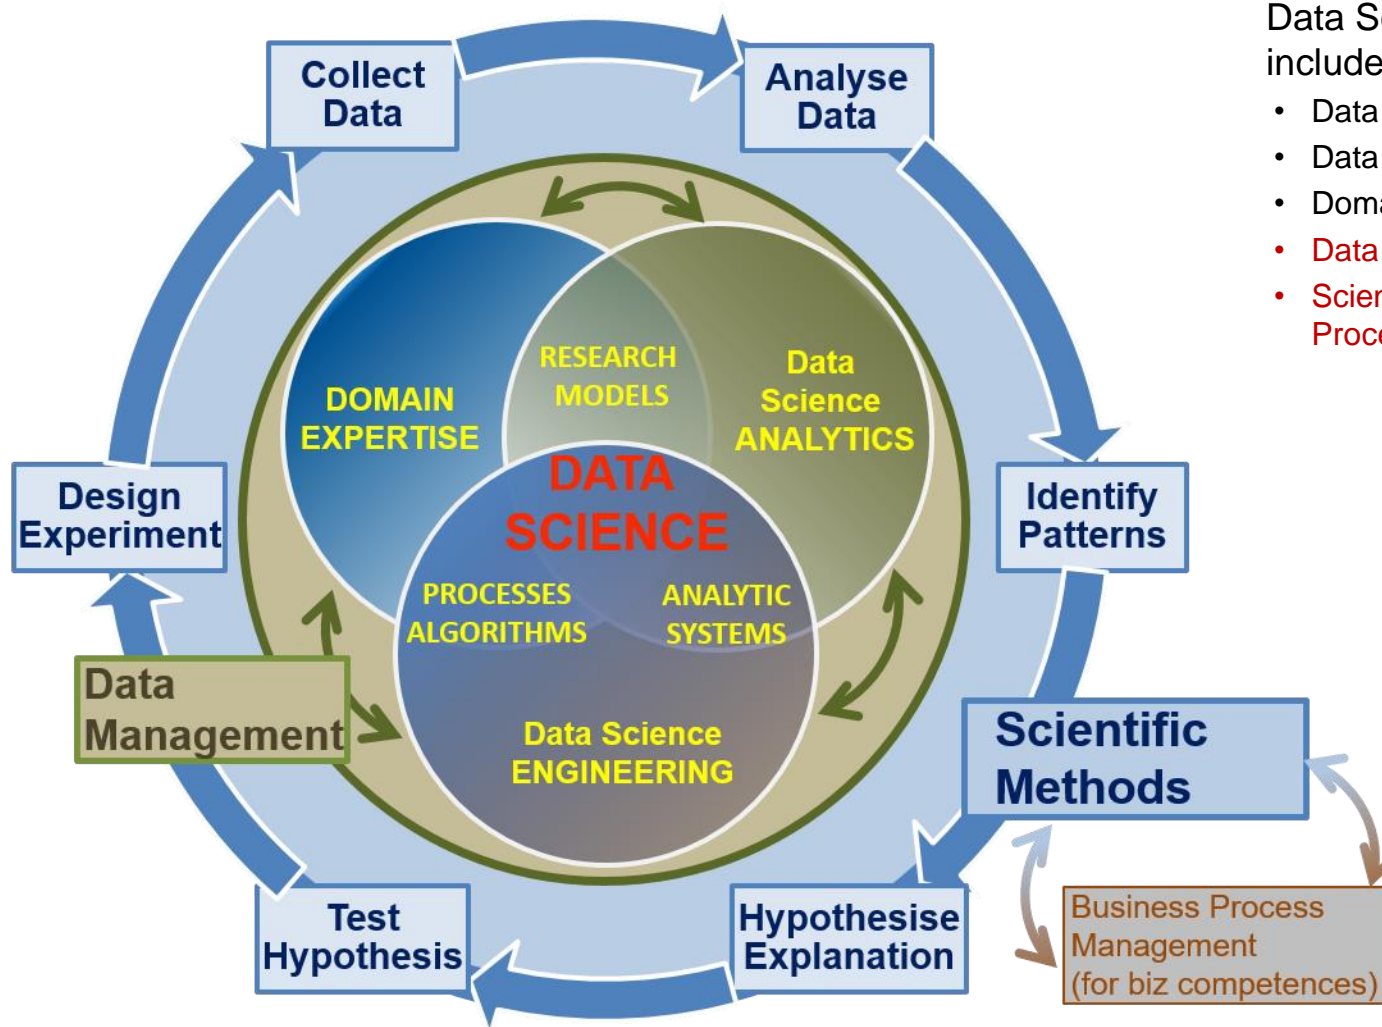 Collect
Data
Analyse
Data
Data
include
• Data
• Data
•
• Data
•
RESEARCH
MODELS
Data
Science
ANALYTICS
DOMAIN
EXPERTISE
DATA
SCIENCE
Design
Experiment
Identify
Patterns
PROCESSES
ALGORITHMS
ANALYTIC
SYSTEMS
Data
Management
Data Science
ENGINEERING
Scientific
Methods
Test
Hypothesis
Hypothesise
Explanation
Business Process
Management
(for biz competences)